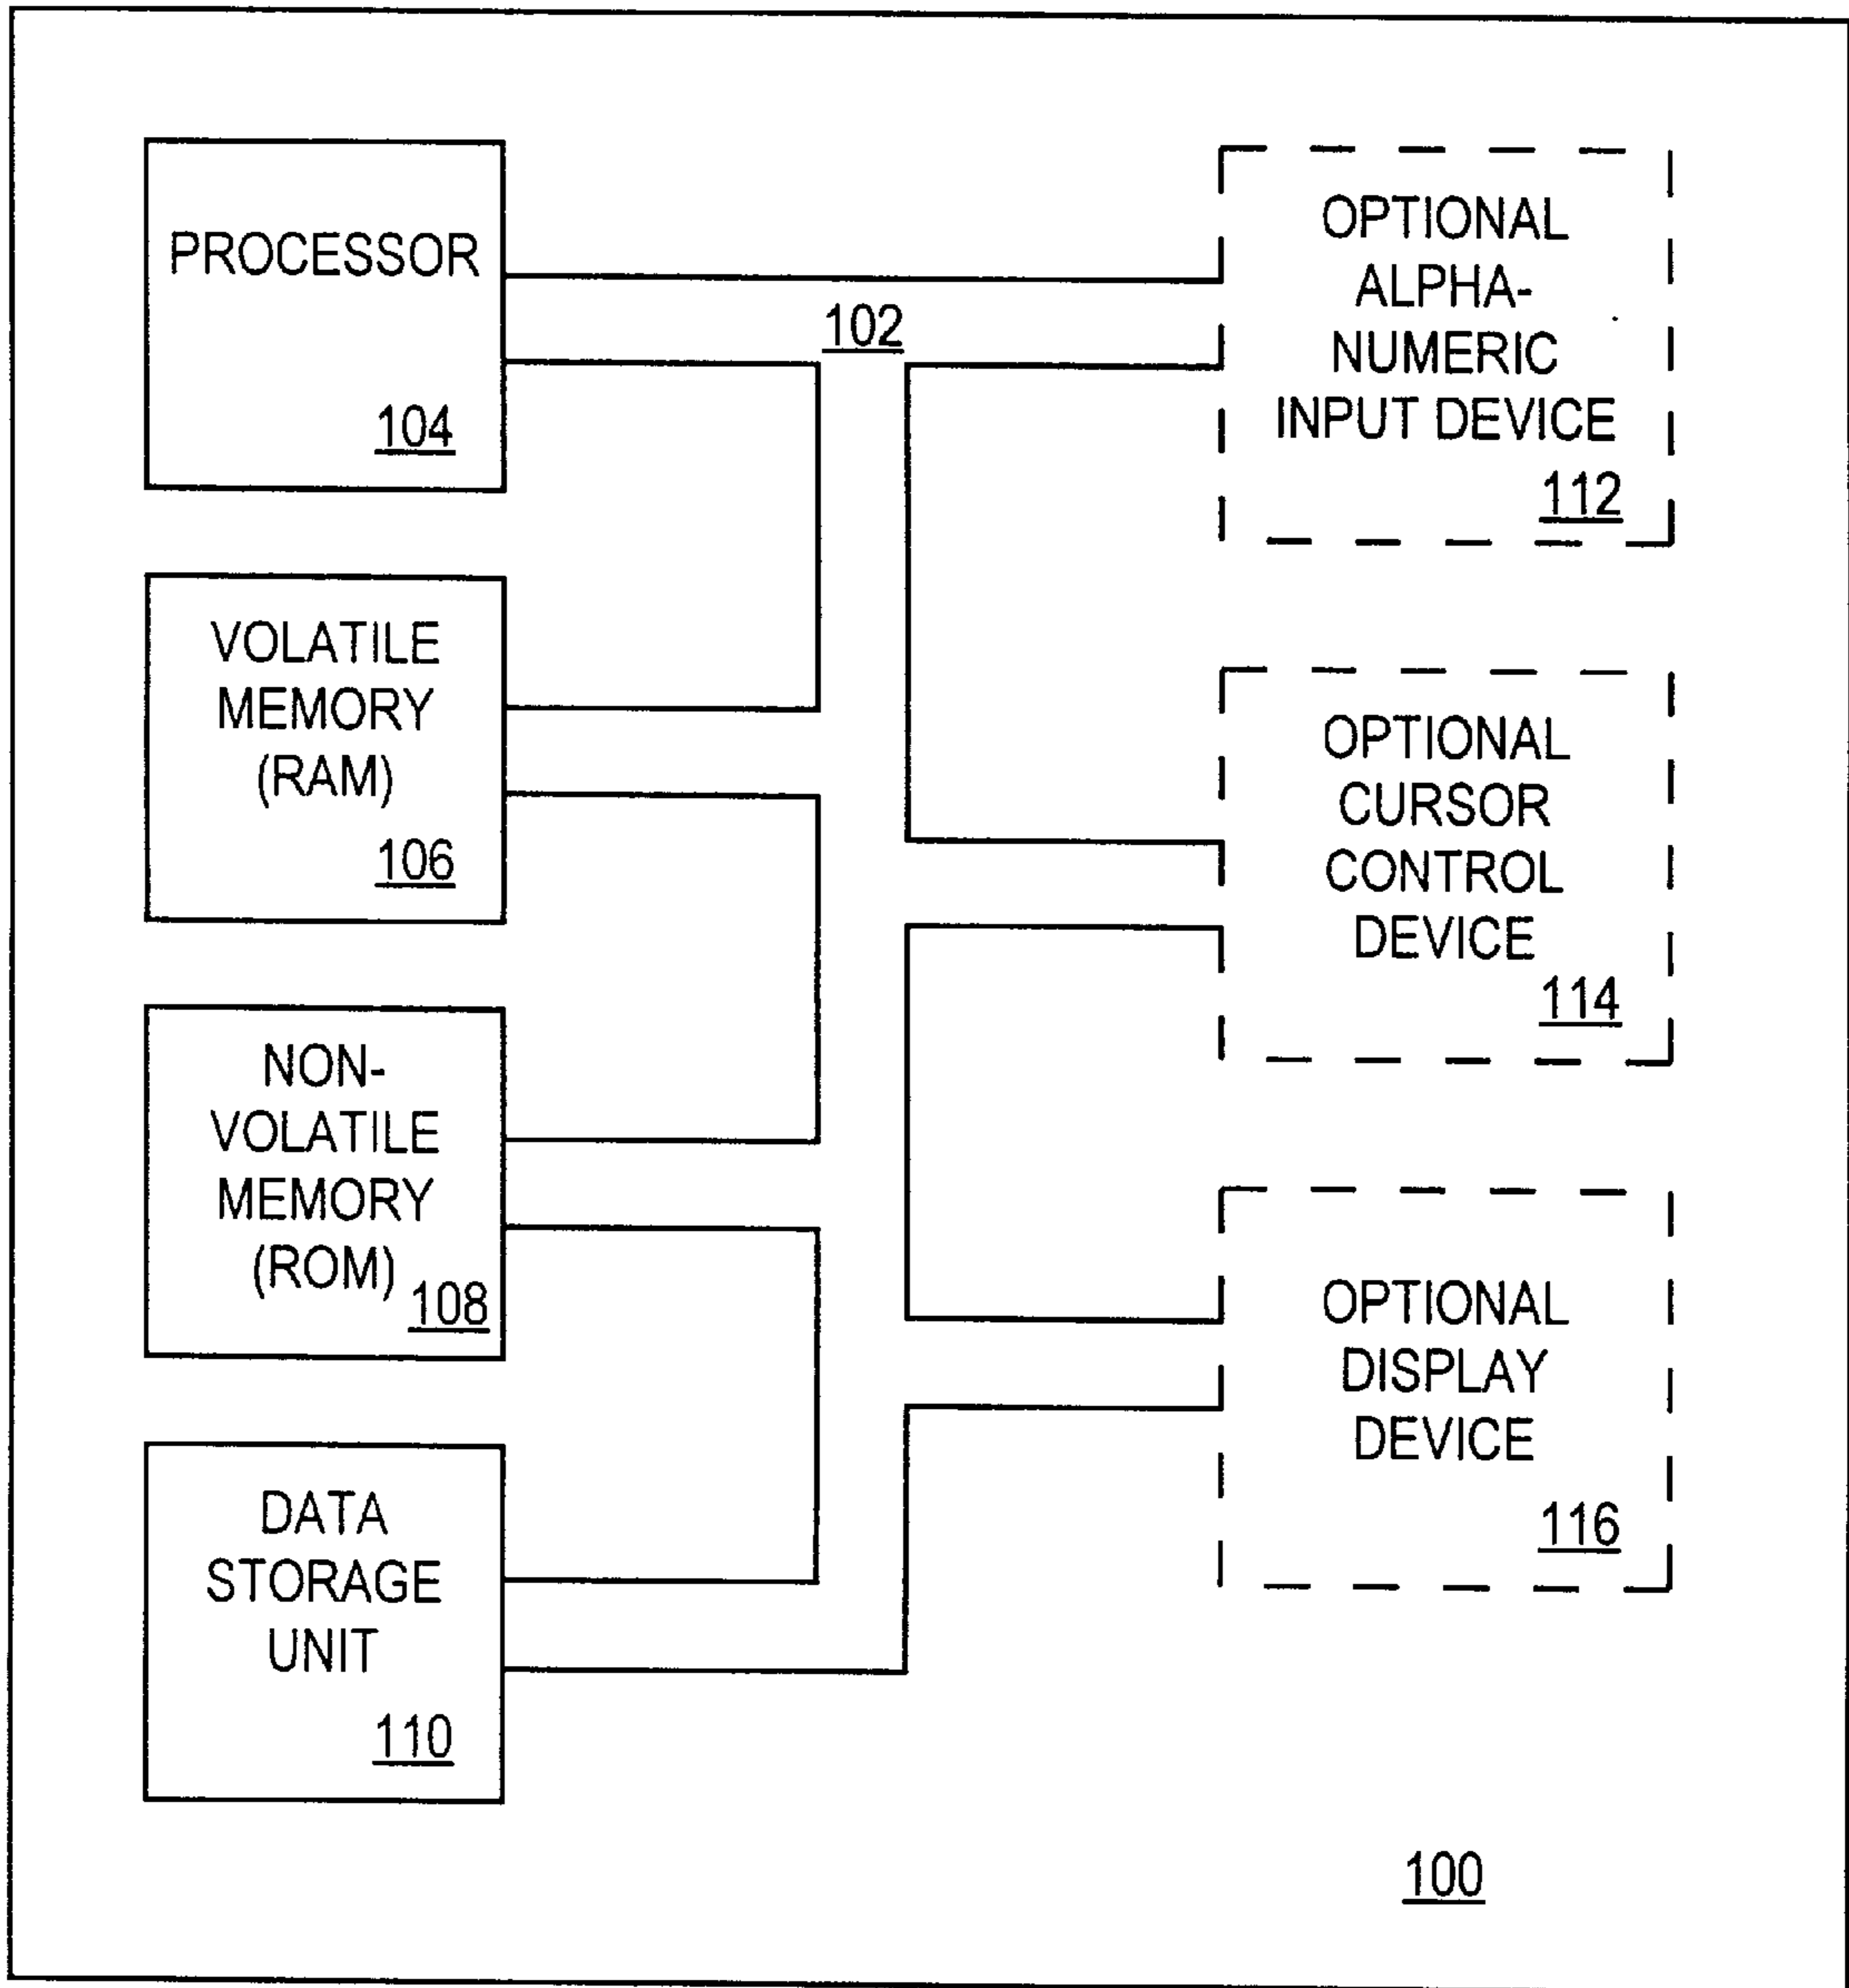 PROCESSOR
104
102
VOLATILE
MEMORY
(RAM)
106
NON-
VOLATILE
MEMORY
(ROM)
108
DATA
STORAGE
UNIT
110
OPTIONAL
ALPHA-
NUMERIC
INPUT DEVICE
112
OPTIONAL
CURSOR
CONTROL
DEVICE
114
OPTIONAL
DISPLAY
DEVICE
116
100